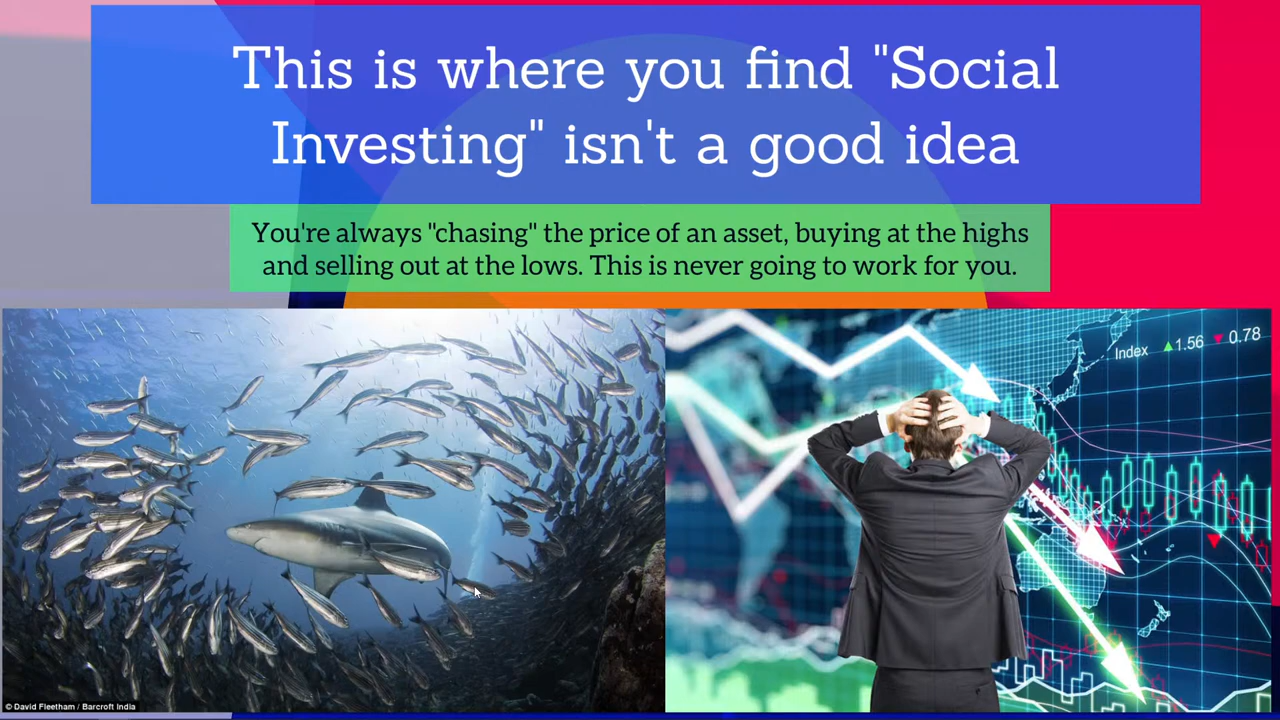 This is where you find "Social
Investing" isn't a good idea
You're always "chasing" the price of an asset, buying at the highs
and selling out at the lows. This is never going to work for you.
Index ▲1.56 ▼0.78
© David Fleetham / Barcroft India